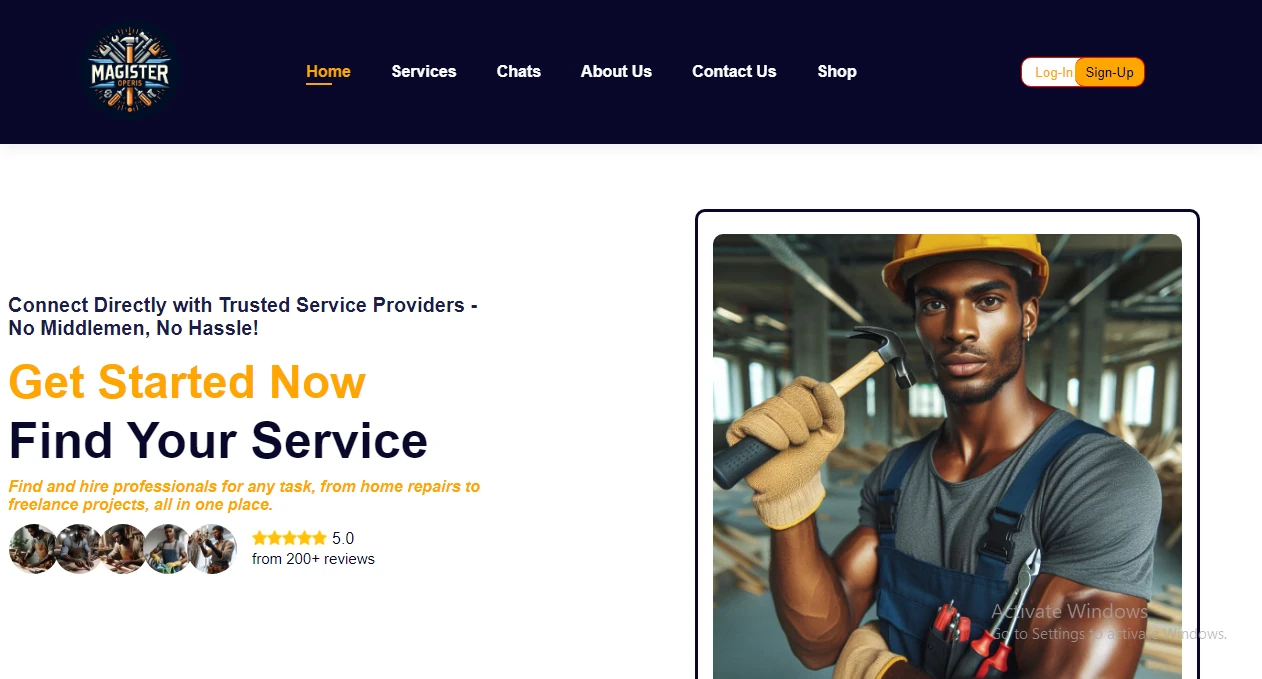 MAGISTER
OPERIS
Home Services Chats About Us Contact Us Shop
Log-In Sign-Up
Connect Directly with Trusted Service Providers -
No Middlemen, No Hassle!
Get Started Now
Find Your Service
Find and hire professionals for any task, from home repairs to
freelance projects, all in one place.
5.0
from 200+ reviews
Activate Windows
Go to Settings to activate Windows.